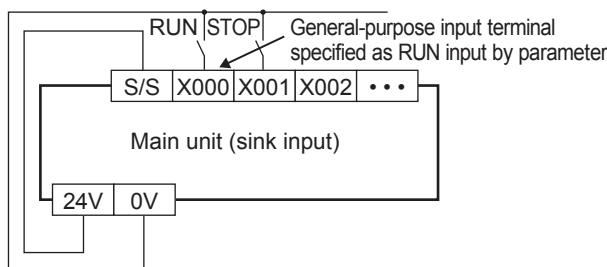 RUN STOP
General-purpose input terminal
specified as RUN input by parameter
S/S X000 X001 X002 •••
Main unit (sink input)
24V 0V